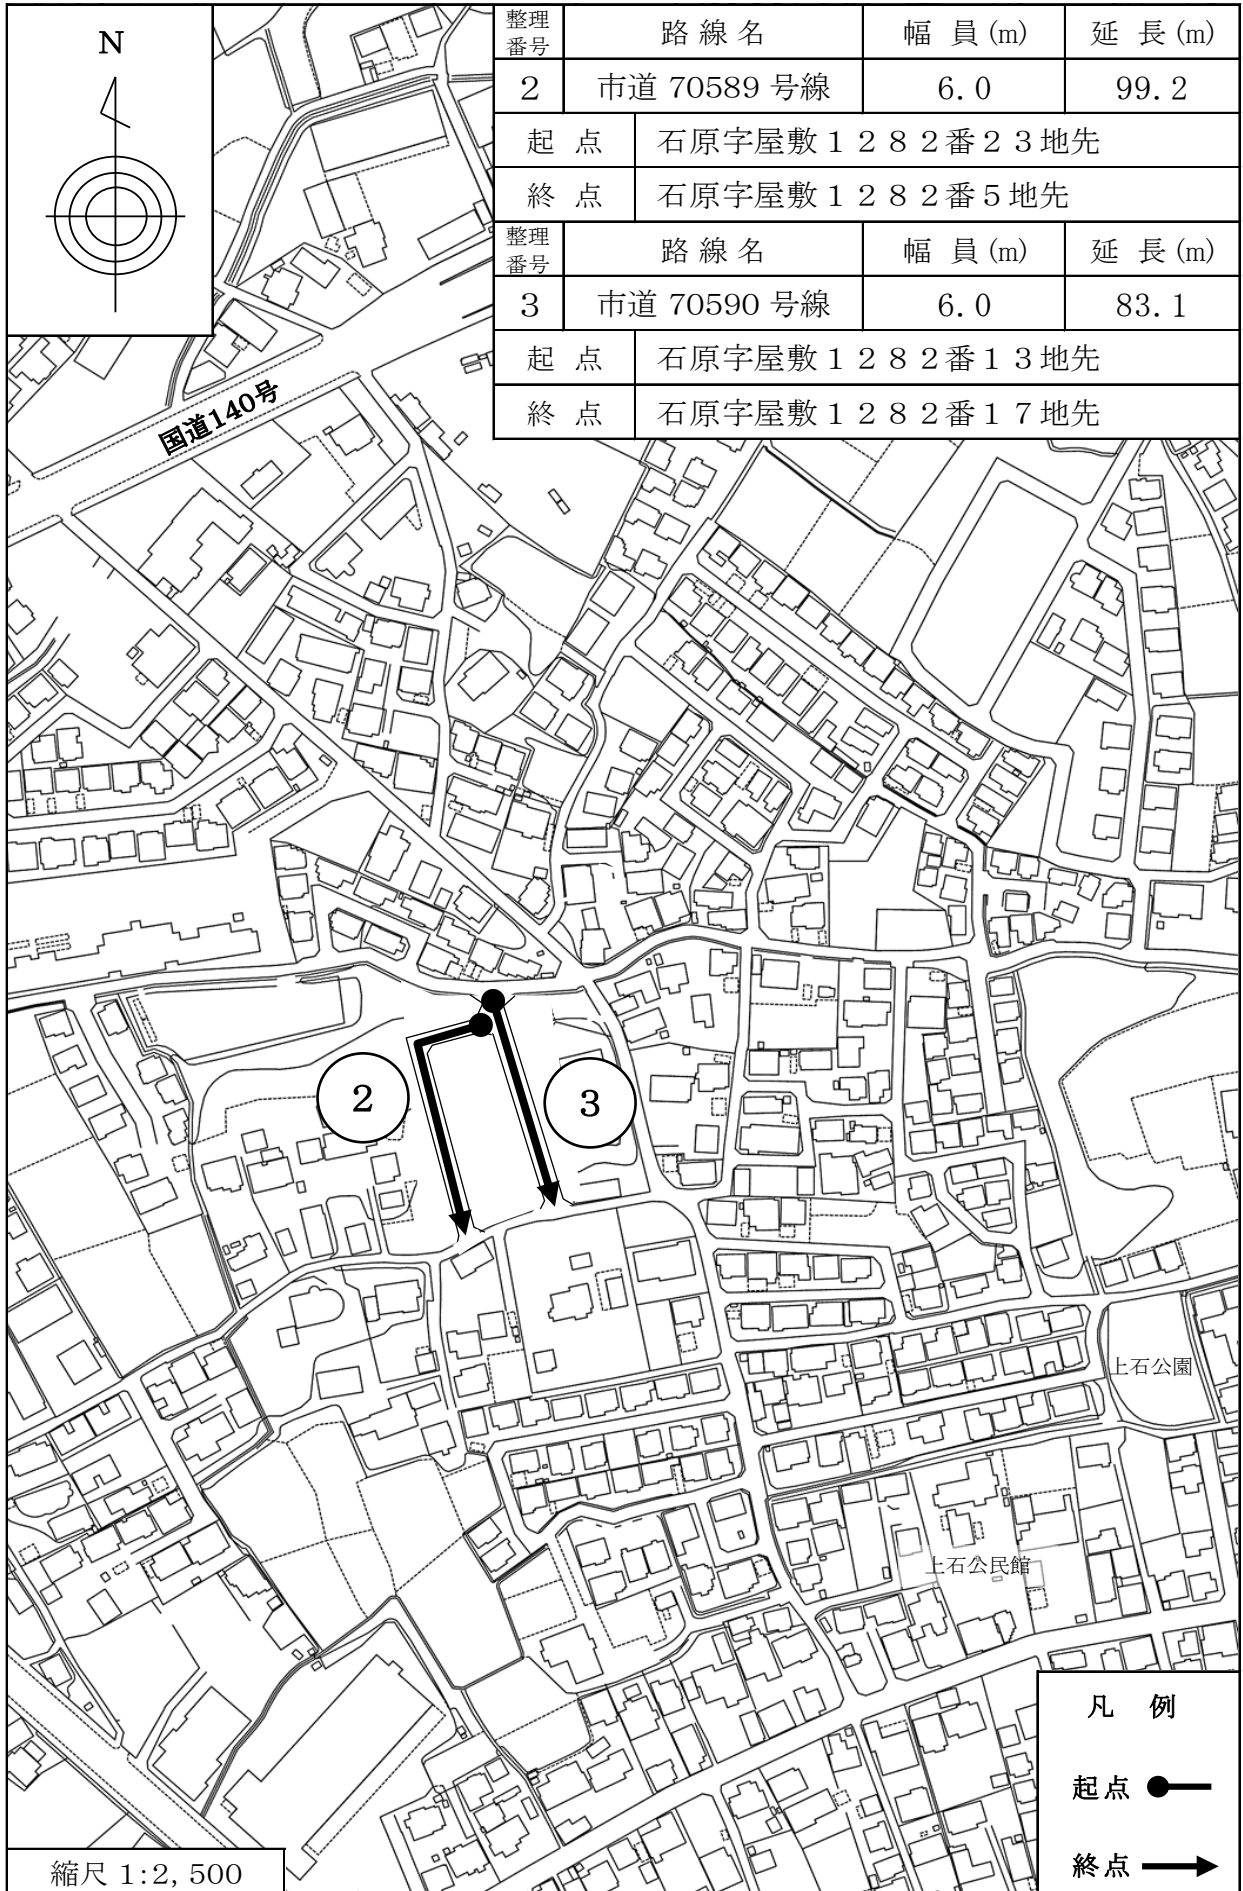 N
整理番号 路線名 幅員(m) 延長(m)
2 市道 70589 号線 6.0 99.2
起点 石原字屋敷１２８２番２３地先
終点 石原字屋敷１２８２番５地先
整理番号 路線名 幅員(m) 延長(m)
3 市道 70590 号線 6.0 83.1
起点 石原字屋敷１２８２番１３地先
終点 石原字屋敷１２８２番１７地先
国道140号
2
3
上石公園
上石公民館
凡例
起点
終点
縮尺 1:2,500